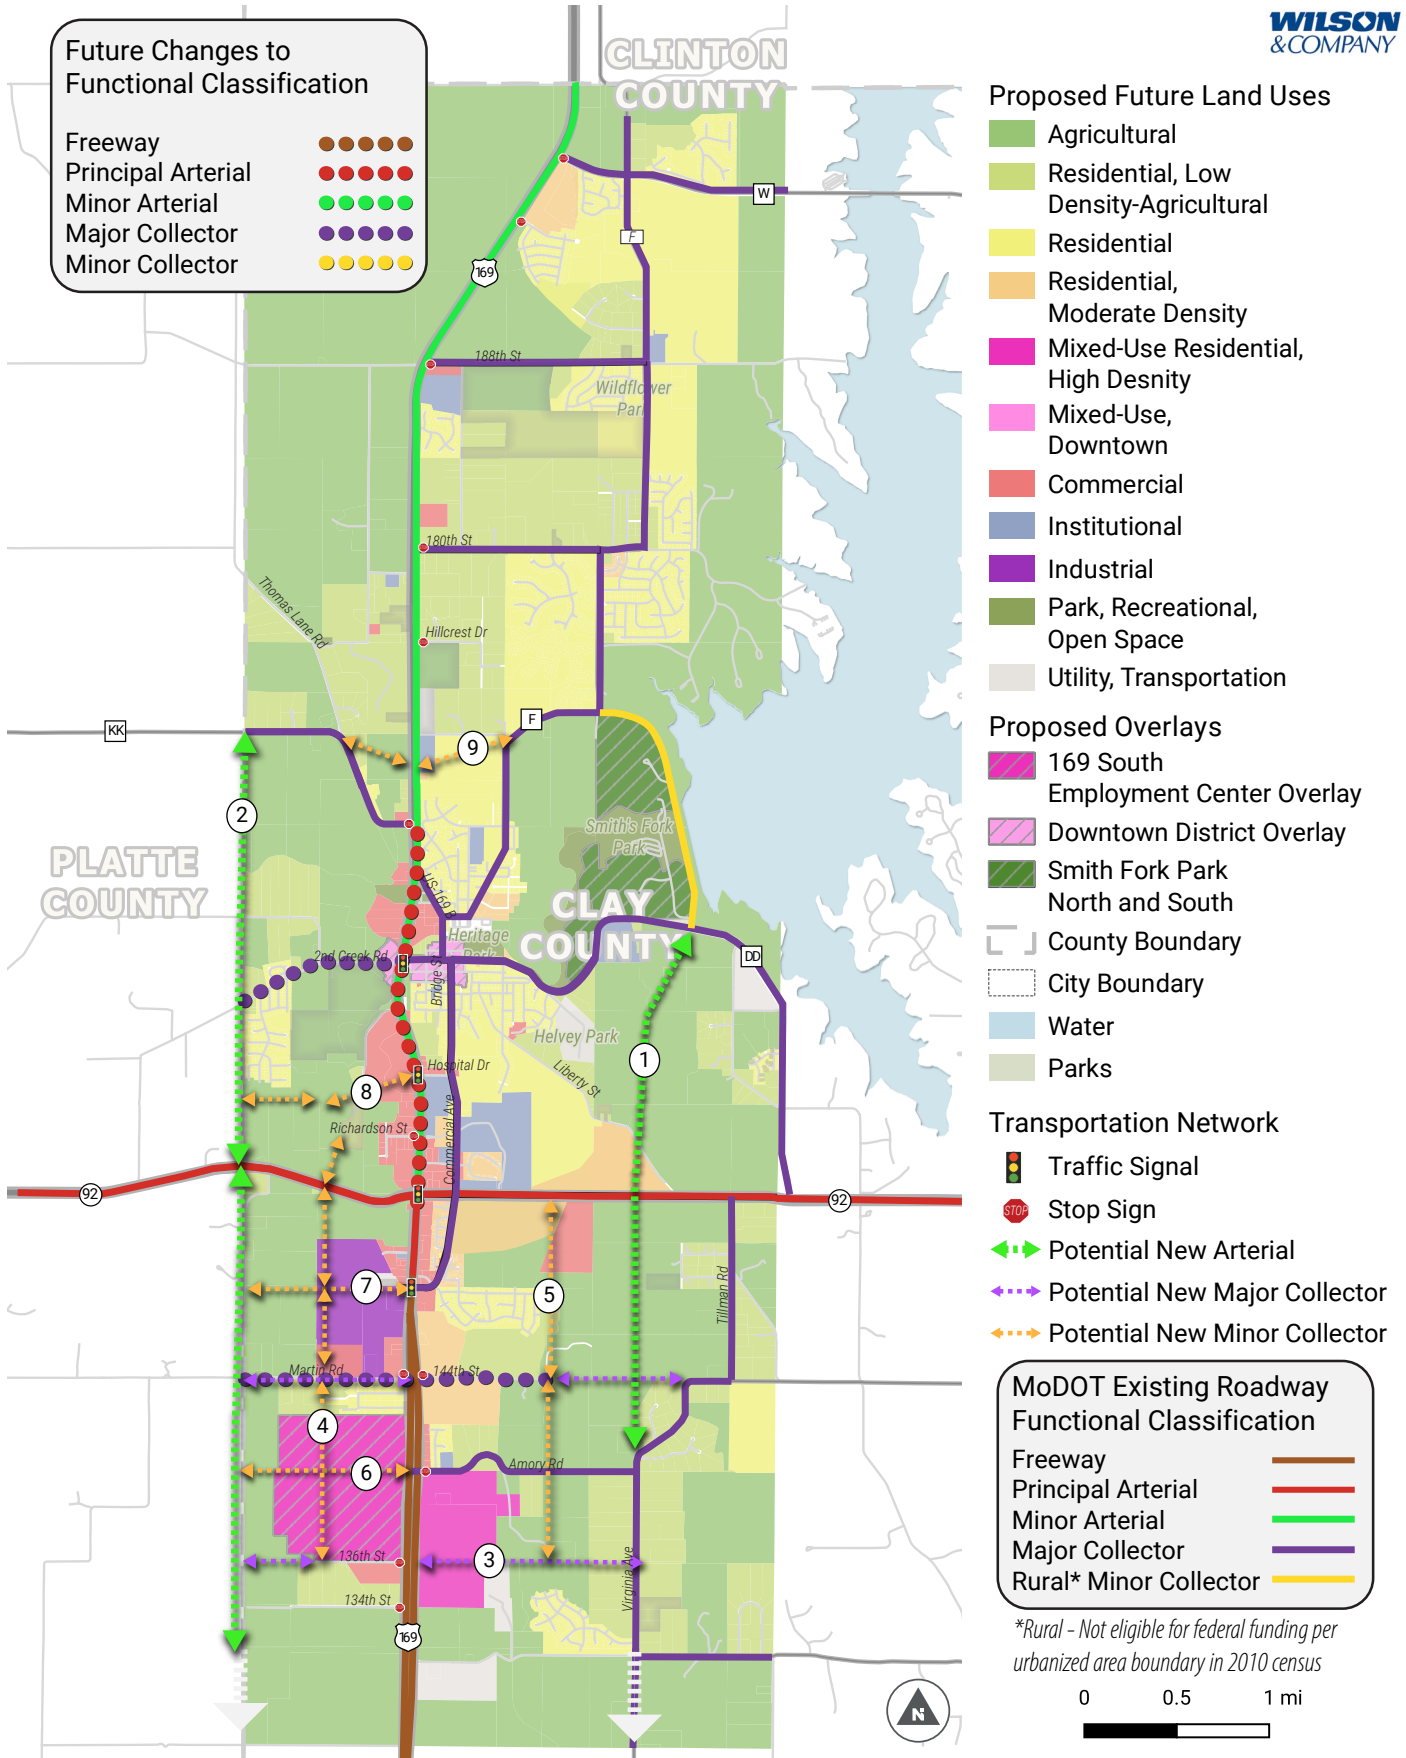 WILSON
&COMPANY
Future Changes to
Functional Classification
Freeway
Principal Arterial
Minor Arterial
Major Collector
Minor Collector
CLINTON
COUNTY
W
F
169
188th St
Wildflower
Park
180th St
Thomas Lane Rd
Hillcrest Dr
KK
F
9
2
PLATTE
COUNTY
Smith's Fork
Park
US-169 B
CLAY
COUNTY
Heritage
Park
2nd Creek Rd
Bridge St
DD
Helvey Park
1
Hospital Dr
Liberty St
8
Richardson St
Commercial Ave
92
92
7
5
Tillman Rd
Martin Rd
144th St
4
6
Amory Rd
136th St
3
134th St
Virginia Ave
169
N
Proposed Future Land Uses
Agricultural
Residential, Low
Density-Agricultural
Residential
Residential,
Moderate Density
Mixed-Use Residential,
High Desnity
Mixed-Use,
Downtown
Commercial
Institutional
Industrial
Park, Recreational,
Open Space
Utility, Transportation
Proposed Overlays
169 South
Employment Center Overlay
Downtown District Overlay
Smith Fork Park
North and South
County Boundary
City Boundary
Water
Parks
Transportation Network
Traffic Signal
STOP Stop Sign
Potential New Arterial
Potential New Major Collector
Potential New Minor Collector
MoDOT Existing Roadway
Functional Classification
Freeway
Principal Arterial
Minor Arterial
Major Collector
Rural* Minor Collector
*Rural - Not eligible for federal funding per
urbanized area boundary in 2010 census
0 0.5 1 mi